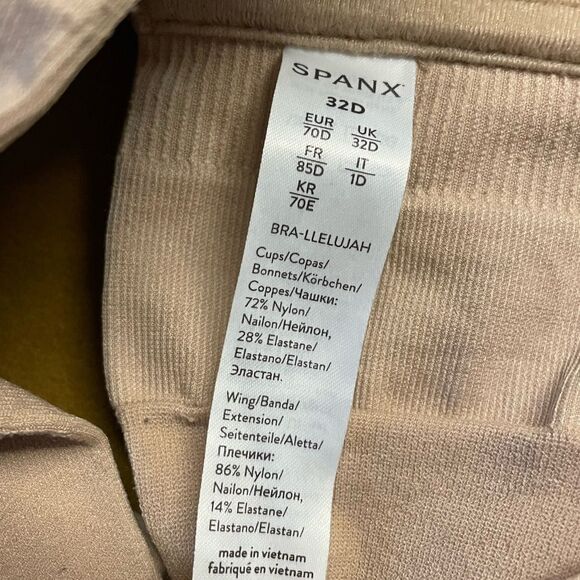 SPANX
32D
EUR UK
70D 32D
FR IT
85D 1D
KR
70E
BRA-LLELUJAH
Cups/Copas/
Bonnets/Körbchen/
Coppes/Чашки:
72% Nylon/
Nailon/Нейлон,
28% Elastane/
Elastano/Elastan/
Эластан.
Wing/Banda/
Extension/
Seitenteile/Aletta/
Плечики:
86% Nylon/
Nailon/Нейлон,
14% Elastane/
Elastano/Elastan/
made in vietnam
fabriqué en vietnam